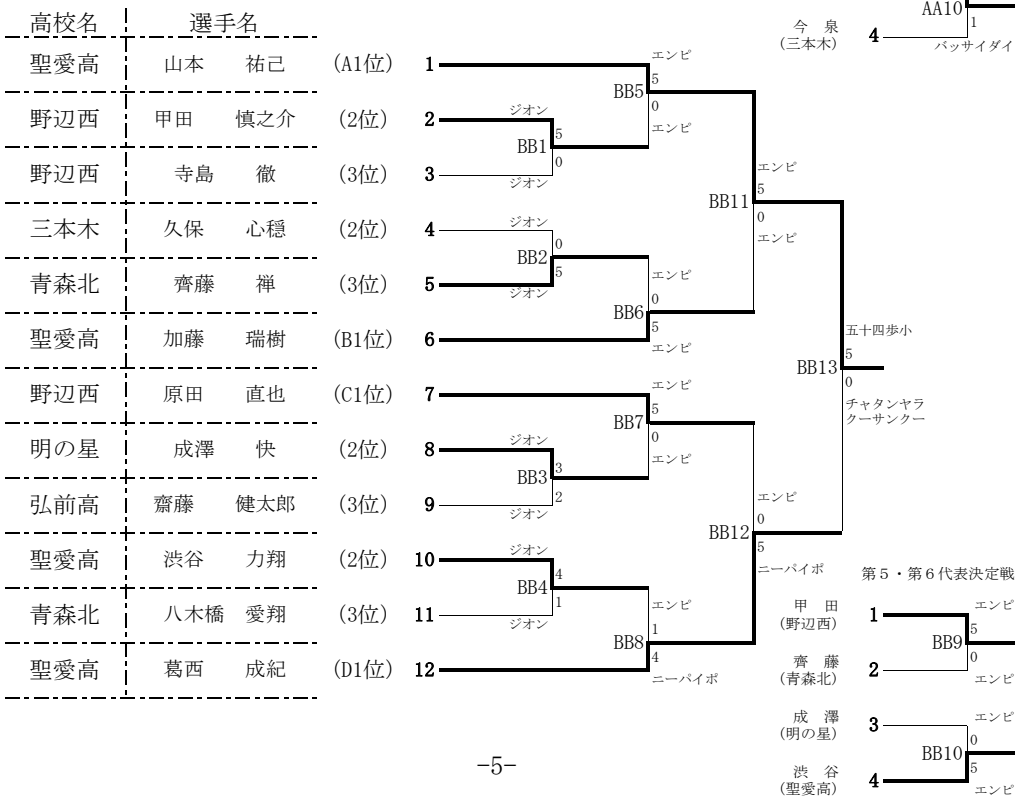 AA10
1
今　泉
(三本木)
4
バッサイダイ
高校名 選手名
聖愛高 山本 祐己 (A1位) 1
野辺西 甲田 慎之介 (2位) 2
野辺西 寺島 徹 (3位) 3
三本木 久保 心穏 (2位) 4
青森北 齊藤 禅 (3位) 5
聖愛高 加藤 瑞樹 (B1位) 6
野辺西 原田 直也 (C1位) 7
明の星 成澤 快 (2位) 8
弘前高 齋藤 健太郎 (3位) 9
聖愛高 渋谷 力翔 (2位) 10
青森北 八木橋 愛翔 (3位) 11
聖愛高 葛西 成紀 (D1位) 12
ジオン
5
BB1
0
ジオン
ジオン
0
BB2
5
ジオン
ジオン
3
BB3
2
ジオン
ジオン
4
BB4
1
ジオン
エンピ
5
BB5
0
エンピ
エンピ
0
BB6
5
エンピ
エンピ
5
BB7
0
エンピ
エンピ
1
BB8
4
ニーパイポ
エンピ
5
BB11
0
エンピ
エンピ
0
BB12
5
ニーパイポ
五十四歩小
5
BB13
0
チャタンヤラ
クーサンクー
第５・第６代表決定戦
甲　田
(野辺西)
1
エンピ
5
BB9
0
齊　藤
(青森北)
2
エンピ
成　澤
(明の星)
3
エンピ
0
BB10
5
渋　谷
(聖愛高)
4
エンピ
-5-